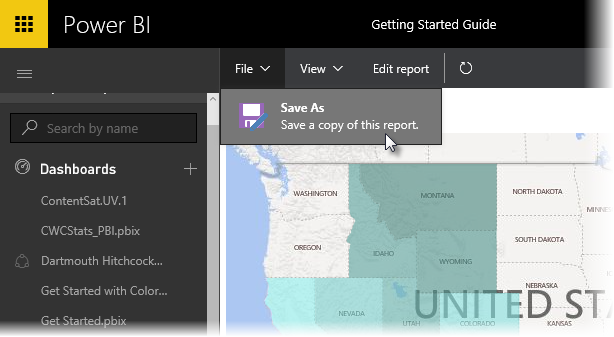 Power BI
Getting Started Guide
File
View
Edit report
Save As
Save a copy of this report.
Search by name
Dashboards
ContentSat.UV.1
CWCStats_PBI.pbix
Dartmouth Hitchcock...
Get Started with Color...
Get Started.pbix
WASHINGTON
MONTANA
NORTH DAKOTA
OREGON
IDAHO
SOUTH DAKOTA
WYOMING
NEBRASKA
UNITED STA
NEVADA
UTAH
COLORADO
KANSAS